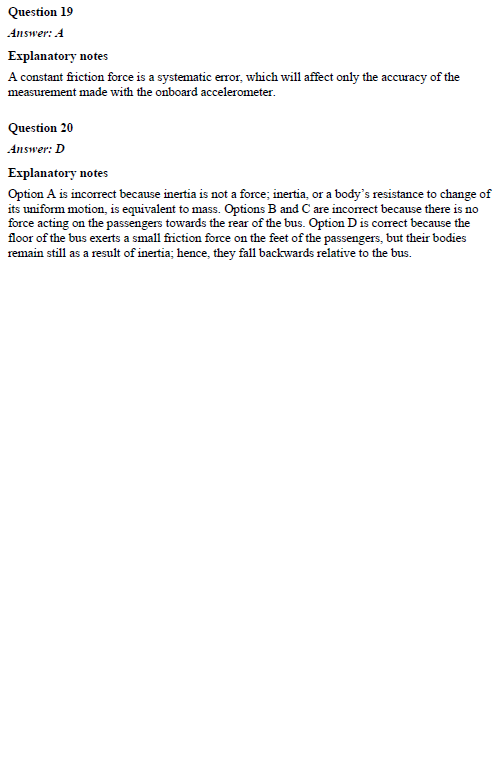 Question 19
Answer: A
Explanatory notes
A constant friction force is a systematic error, which will affect only the accuracy of the
measurement made with the onboard accelerometer.
Question 20
Answer: D
Explanatory notes
Option A is incorrect because inertia is not a force; inertia, or a body’s resistance to change of
its uniform motion, is equivalent to mass. Options B and C are incorrect because there is no
force acting on the passengers towards the rear of the bus. Option D is correct because the
floor of the bus exerts a small friction force on the feet of the passengers, but their bodies
remain still as a result of inertia; hence, they fall backwards relative to the bus.